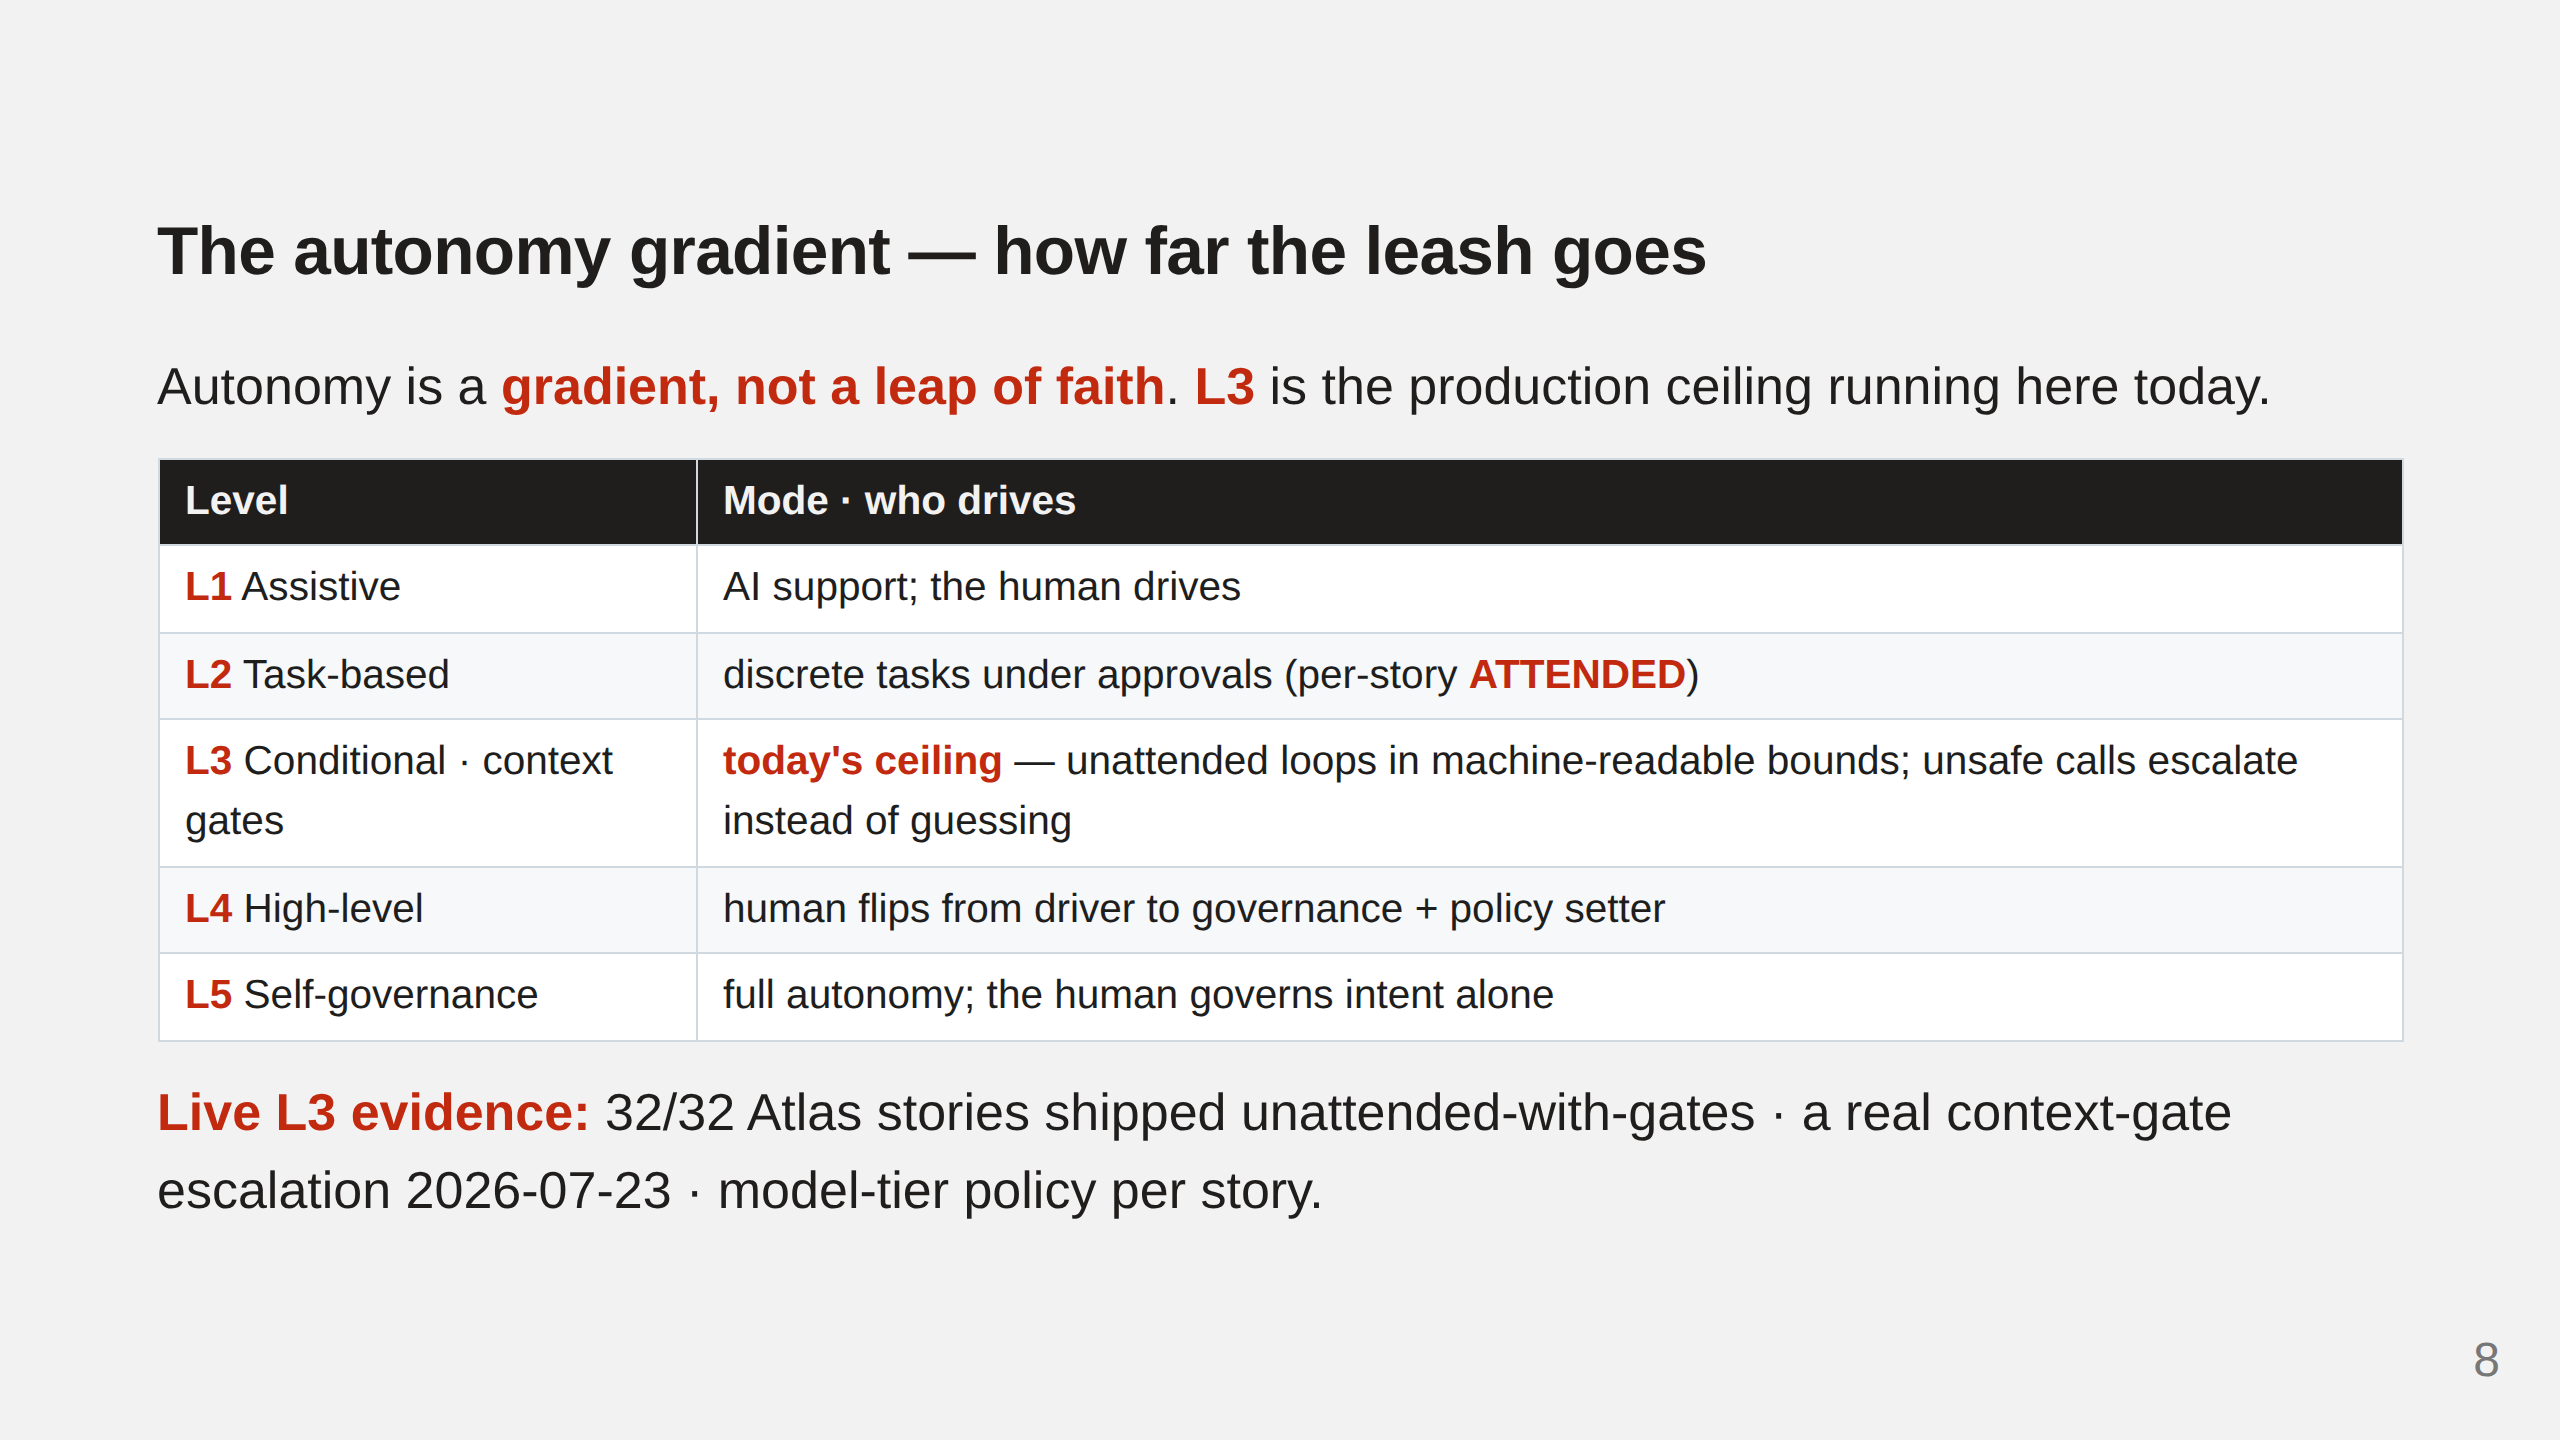 The autonomy gradient — how far the leash goes
Autonomy is a gradient, not a leap of faith. L3 is the production ceiling running here today.
Level
Mode · who drives
L1 Assistive
AI support; the human drives
L2 Task-based
discrete tasks under approvals (per-story ATTENDED)
L3 Conditional · context
gates
today's ceiling — unattended loops in machine-readable bounds; unsafe calls escalate
instead of guessing
L4 High-level
human flips from driver to governance + policy setter
L5 Self-governance
full autonomy; the human governs intent alone
Live L3 evidence: 32/32 Atlas stories shipped unattended-with-gates · a real context-gate
escalation 2026-07-23 · model-tier policy per story.
8